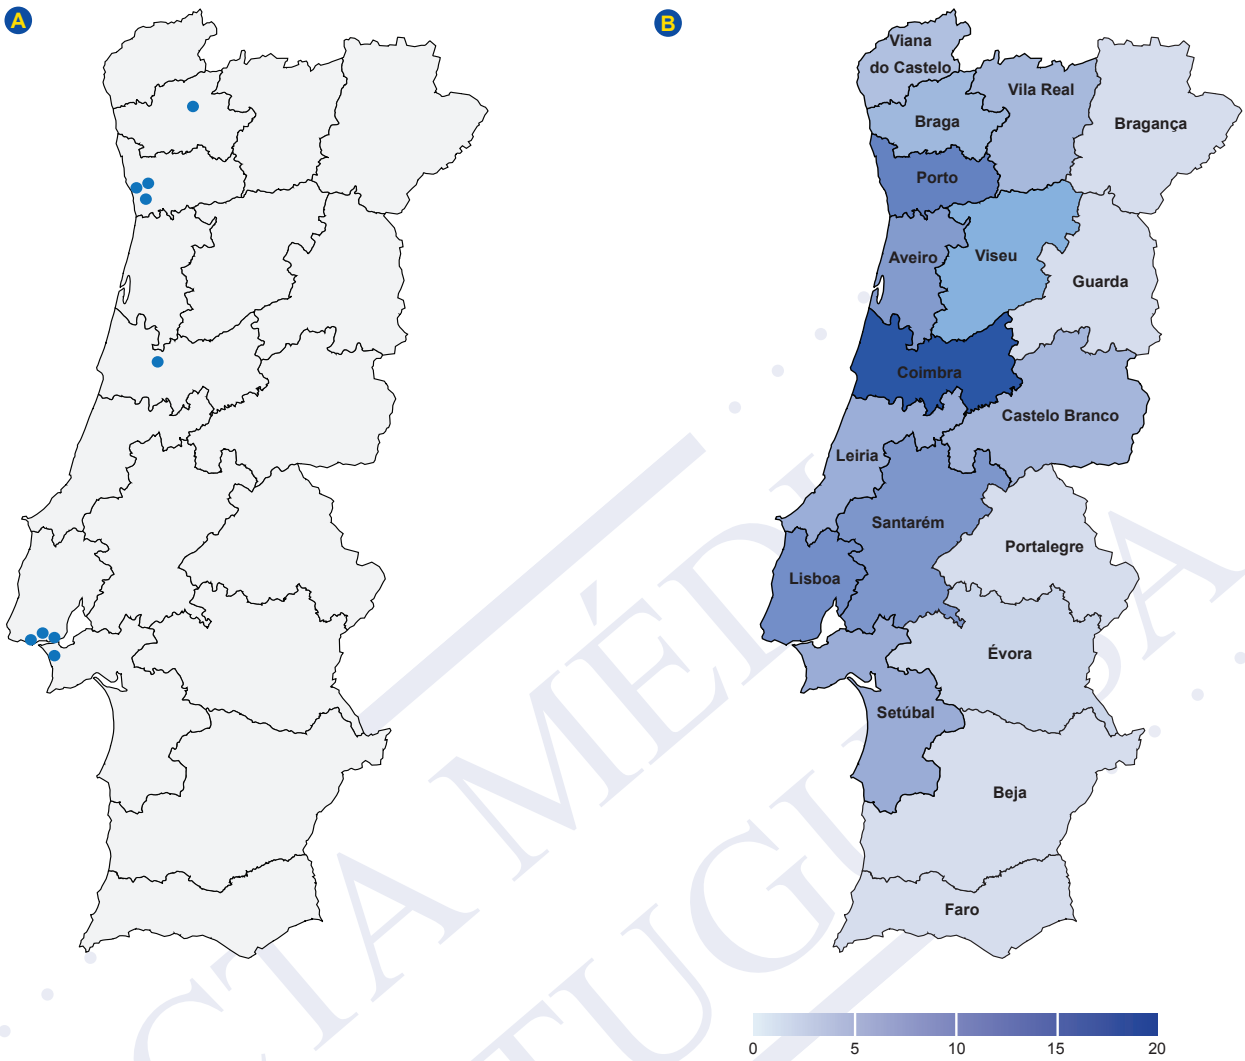 A
B
Viana
do Castelo
Vila Real
Bragança
Braga
Porto
Aveiro
Viseu
Guarda
Coimbra
Castelo Branco
Leiria
Santarém
Portalegre
Lisboa
Évora
Setúbal
Beja
Faro
0 5 10 15 20